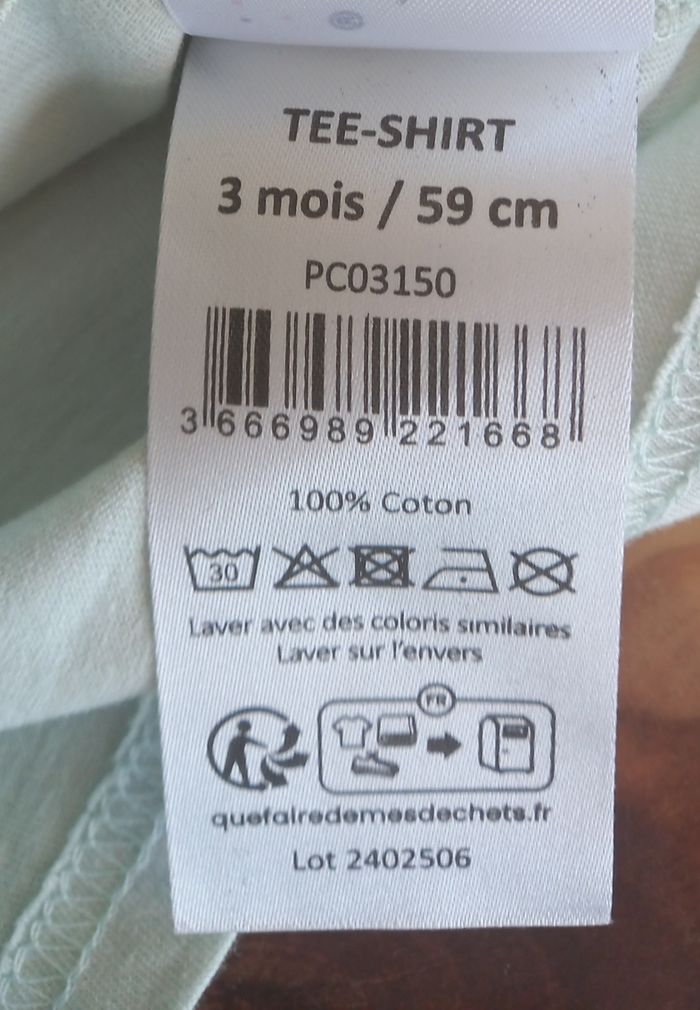 TEE-SHIRT
3 mois / 59 cm
PC03150
3 666989 221668
100% Coton
30
Laver avec des coloris similaires
Laver sur l'envers
FR
quefairedemesdechets.fr
Lot 2402506